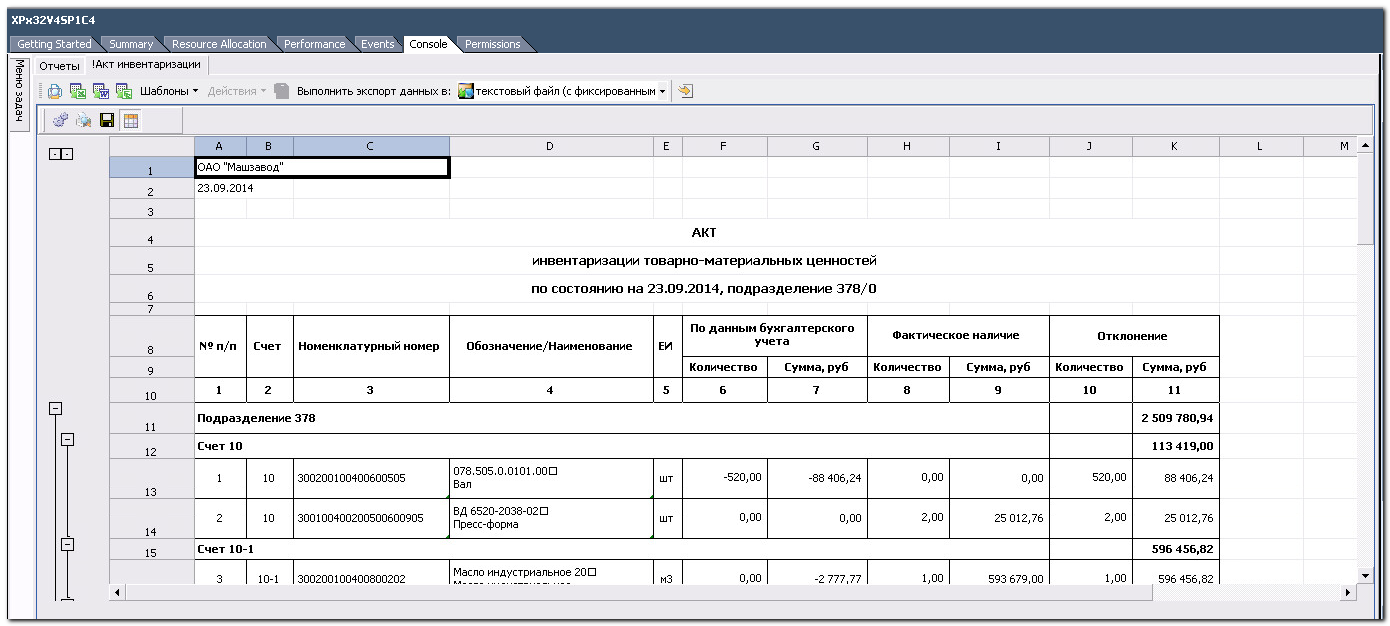 XPx32V4SP1C4
Getting Started Summary Resource Allocation Performance Events Console Permissions
Меню задач
Отчеты !Акт инвентаризации
Шаблоны Действия Выполнить экспорт данных в: текстовый файл (с фиксированным
A B C D E F G H I J K L M
1 ОАО "Машзавод"
2 23.09.2014
3
4 АКТ
5 инвентаризации товарно-материальных ценностей
6 по состоянию на 23.09.2014, подразделение 378/0
7
8 № п/п Счет Номенклатурный номер Обозначение/Наименование ЕИ По данным бухгалтерского учета Фактическое наличие Отклонение
9 Количество Сумма, руб Количество Сумма, руб Количество Сумма, руб
10 1 2 3 4 5 6 7 8 9 10 11
11 Подразделение 378 2 509 780,94
12 Счет 10 113 419,00
13 1 10 300200100400600505 078.505.0.0101.00 Вал шт -520,00 -88 406,24 0,00 0,00 520,00 88 406,24
14 2 10 300100400200500600905 ВД 6520-2038-02 Пресс-форма шт 0,00 0,00 2,00 25 012,76 2,00 25 012,76
15 Счет 10-1 596 456,82
3 10-1 300200100400800202 Масло индустриальное 20 м3 0,00 -2 777,77 1,00 593 679,00 1,00 596 456,82